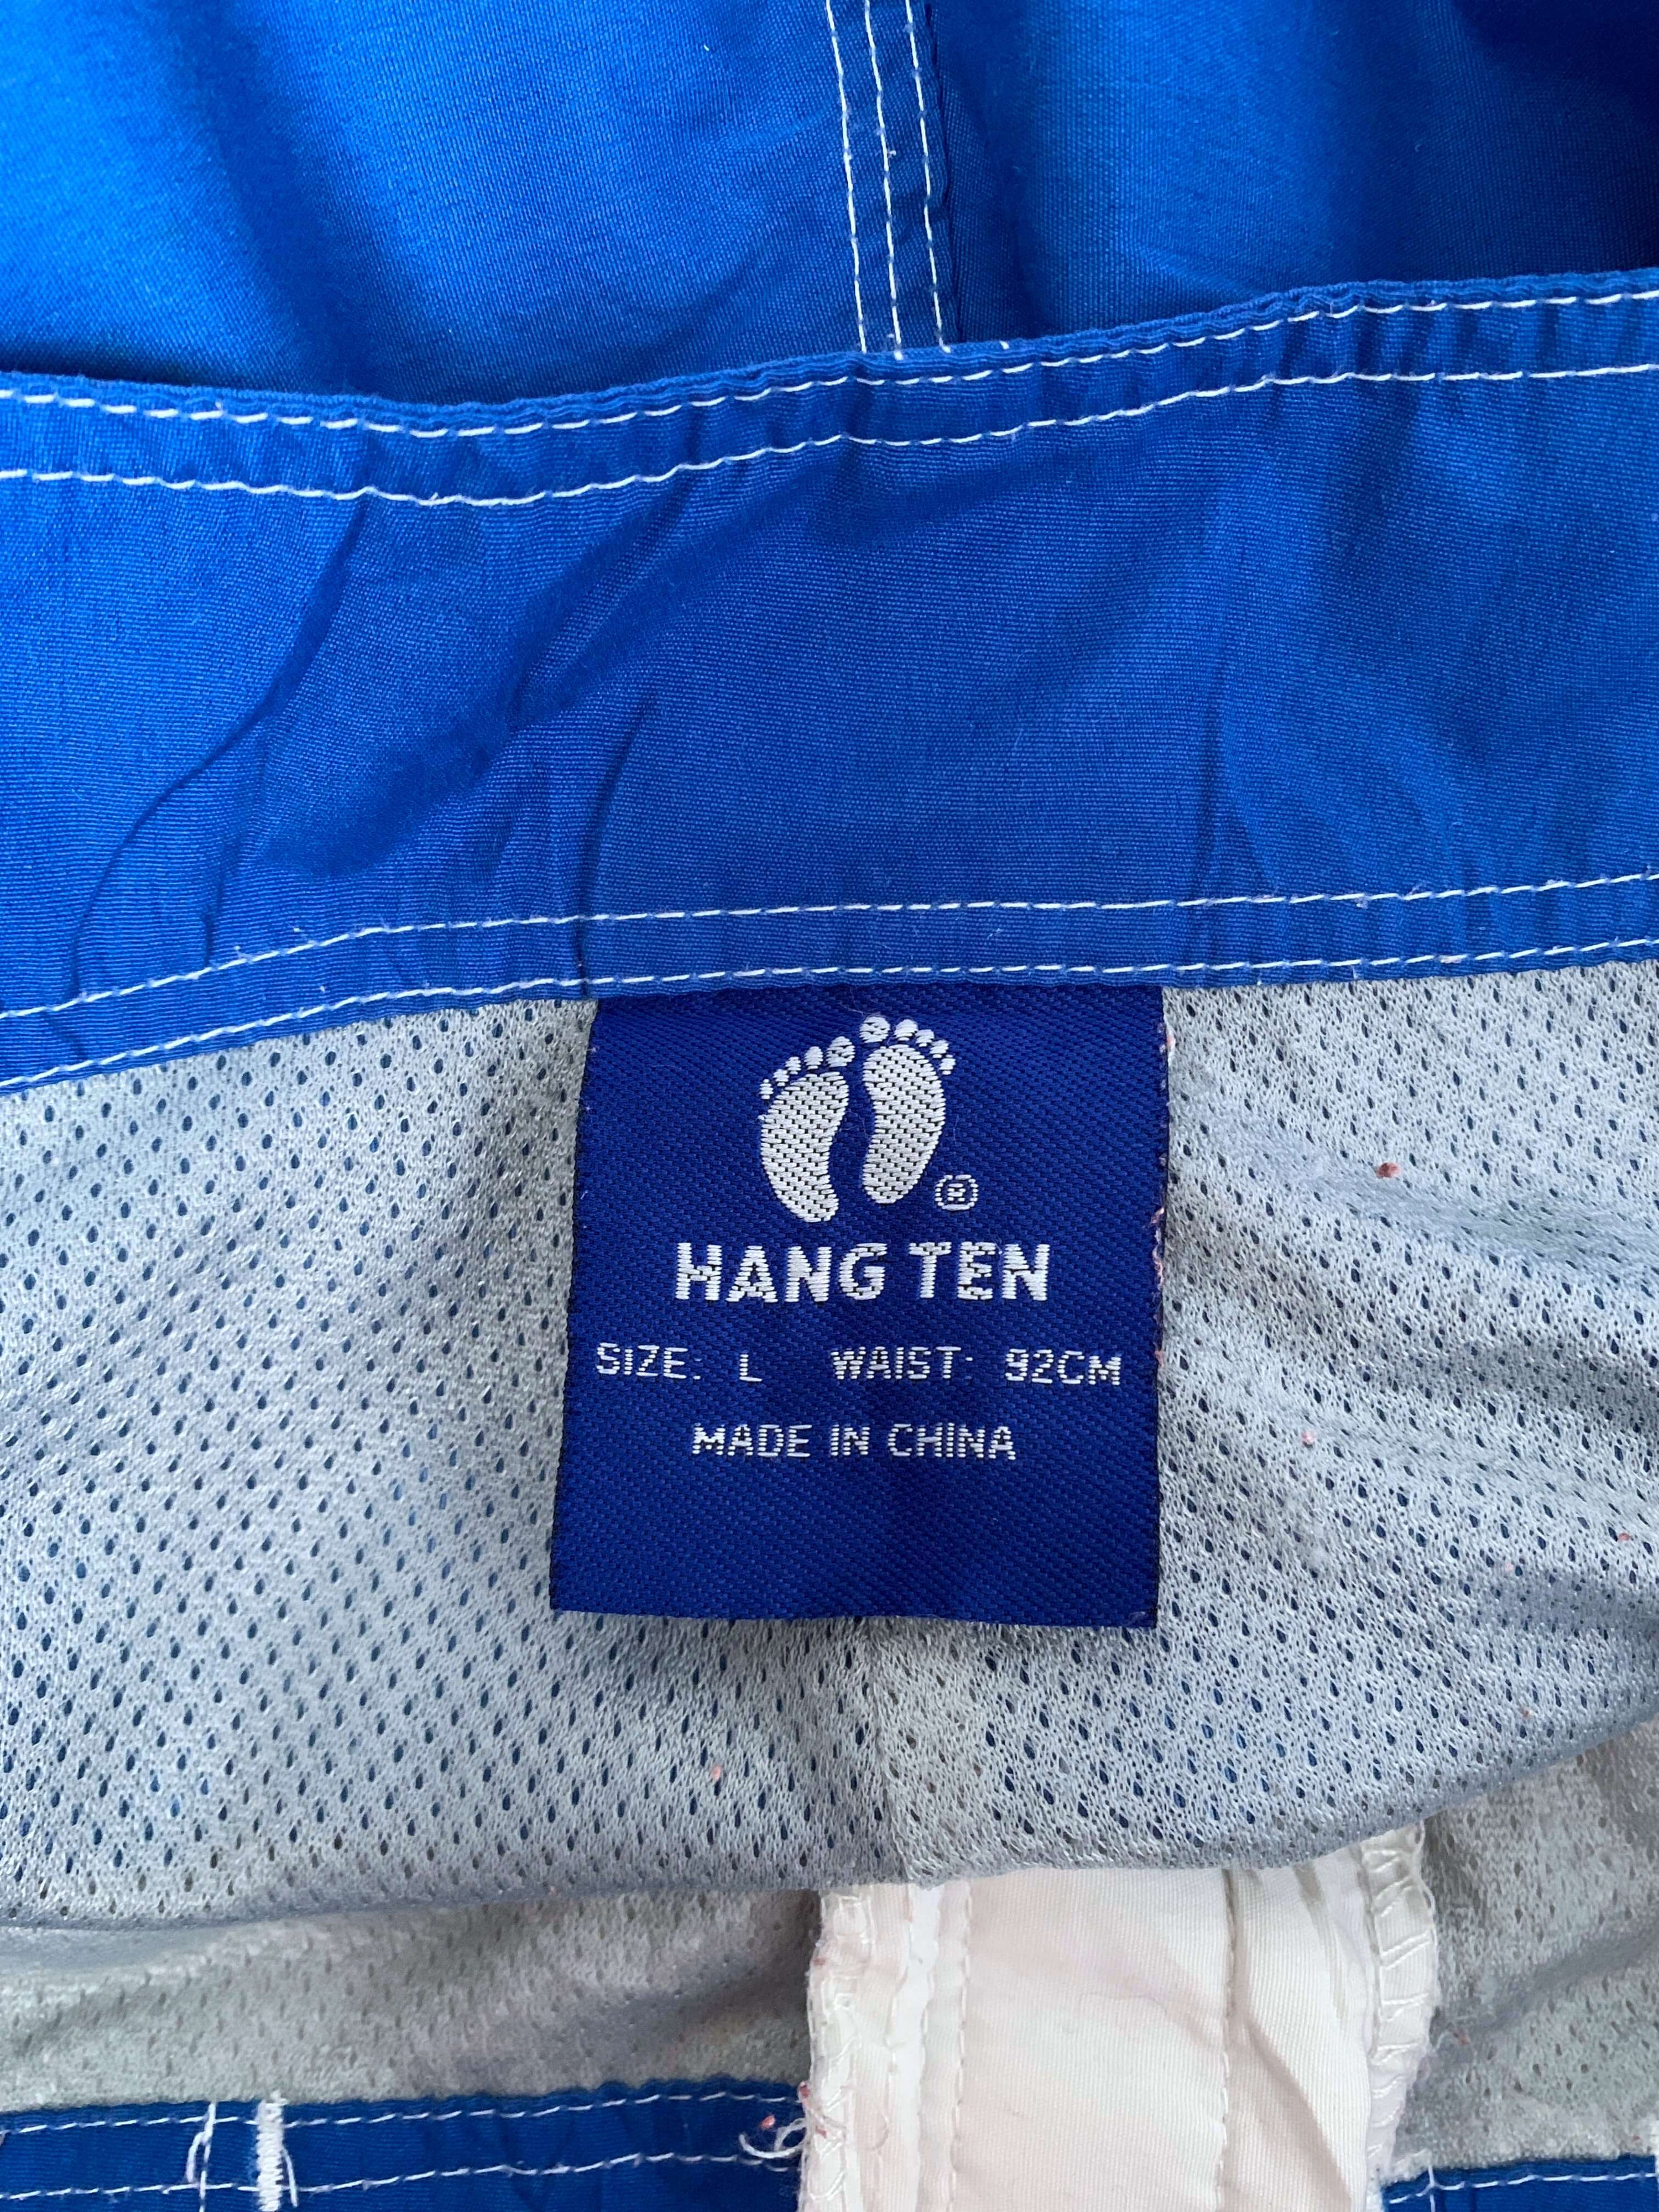 ®
HANG TEN
SIZE: L WAIST: 92CM
MADE IN CHINA